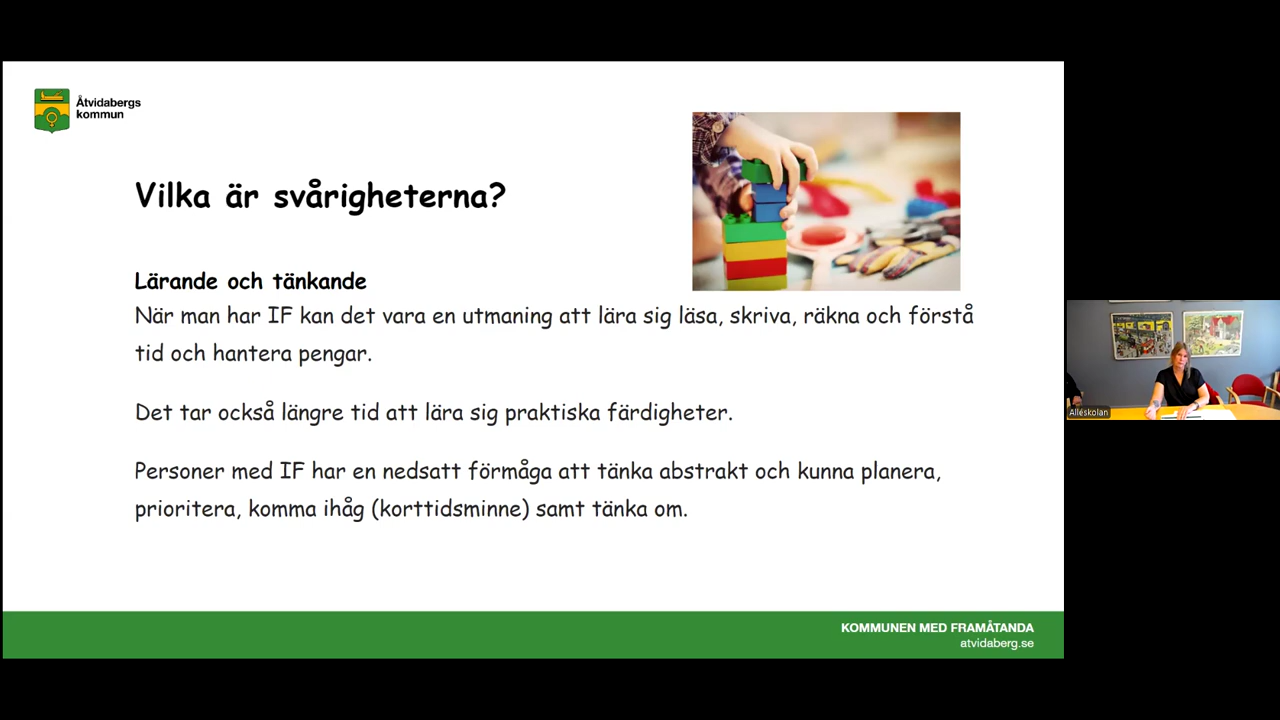 Åtvidabergs
kommun
Vilka är svårigheterna?
Lärande och tänkande
När man har IF kan det vara en utmaning att lära sig läsa, skriva, räkna och förstå
tid och hantera pengar.
Det tar också längre tid att lära sig praktiska färdigheter.
Personer med IF har en nedsatt förmåga att tänka abstrakt och kunna planera,
prioritera, komma ihåg (korttidsminne) samt tänka om.
KOMMUNEN MED FRAMÅTANDA
atvidaberg.se
Alléskolan